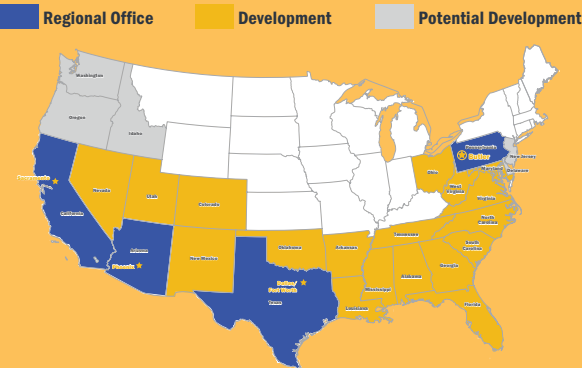 Regional Office
Development
Potential Development
Washington
Oregon
Idaho
Pennsylvania
Butler
New Jersey
Ohio
Maryland
Delaware
West
Virginia
Virginia
Nevada
Utah
Colorado
California
Arizona
Phoenix
New Mexico
Oklahoma
Arkansas
Tennessee
North
Carolina
South
Carolina
Dallas/
Fort Worth
Texas
Mississippi
Alabama
Georgia
Louisiana
Florida